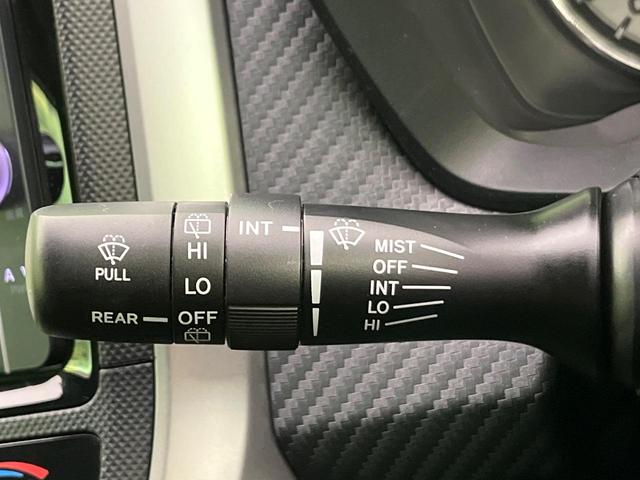 PULL
REAR
HI
LO
OFF
INT
MIST
OFF
INT
LO
HI